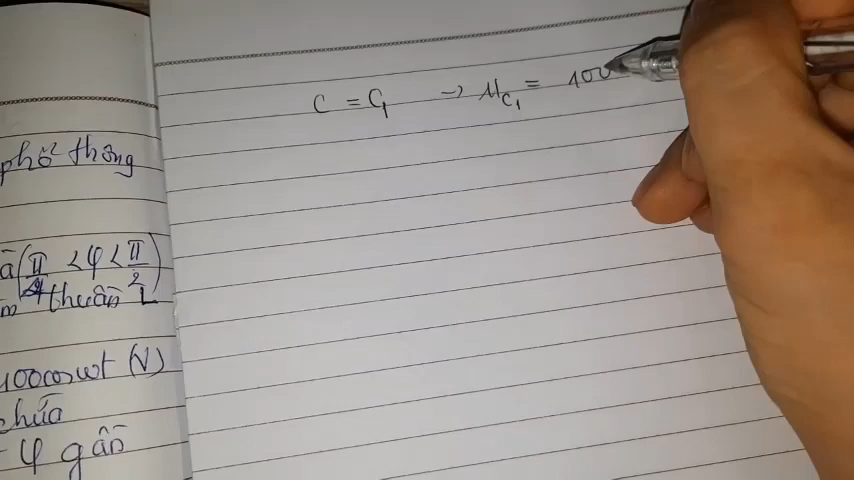 phổ thông
(π/4 < φ < π/2)
thuần L
100cosωt (V)
chứa
φ gần
C = C₁ → u_C₁ = 100